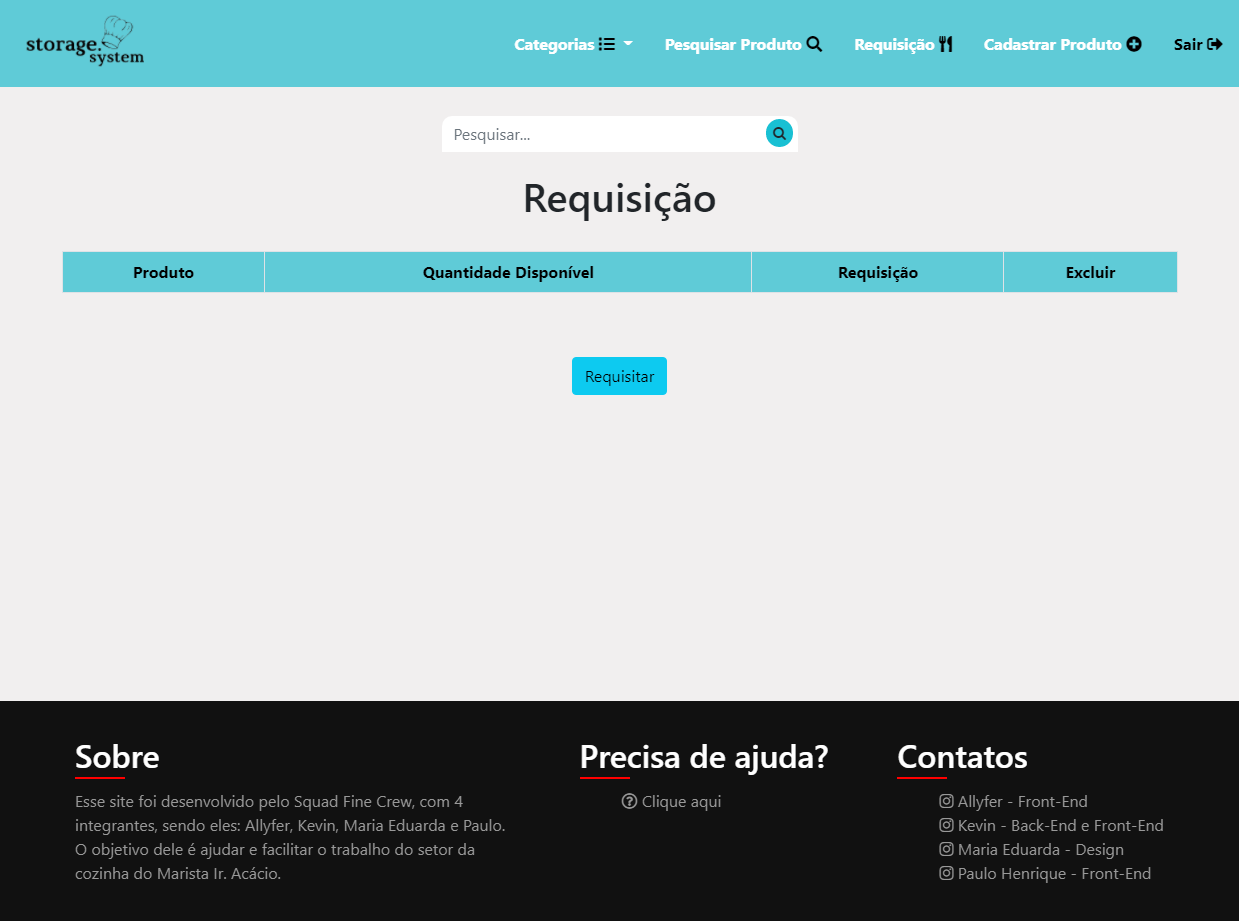 storage.
system
Categorias
Pesquisar Produto
Requisição
Cadastrar Produto
Sair
Pesquisar...
Requisição
Produto
Quantidade Disponível
Requisição
Excluir
Requisitar
Sobre
Esse site foi desenvolvido pelo Squad Fine Crew, com 4
integrantes, sendo eles: Allyfer, Kevin, Maria Eduarda e Paulo.
O objetivo dele é ajudar e facilitar o trabalho do setor da
cozinha do Marista Ir. Acácio.
Precisa de ajuda?
Clique aqui
Contatos
Allyfer - Front-End
Kevin - Back-End e Front-End
Maria Eduarda - Design
Paulo Henrique - Front-End